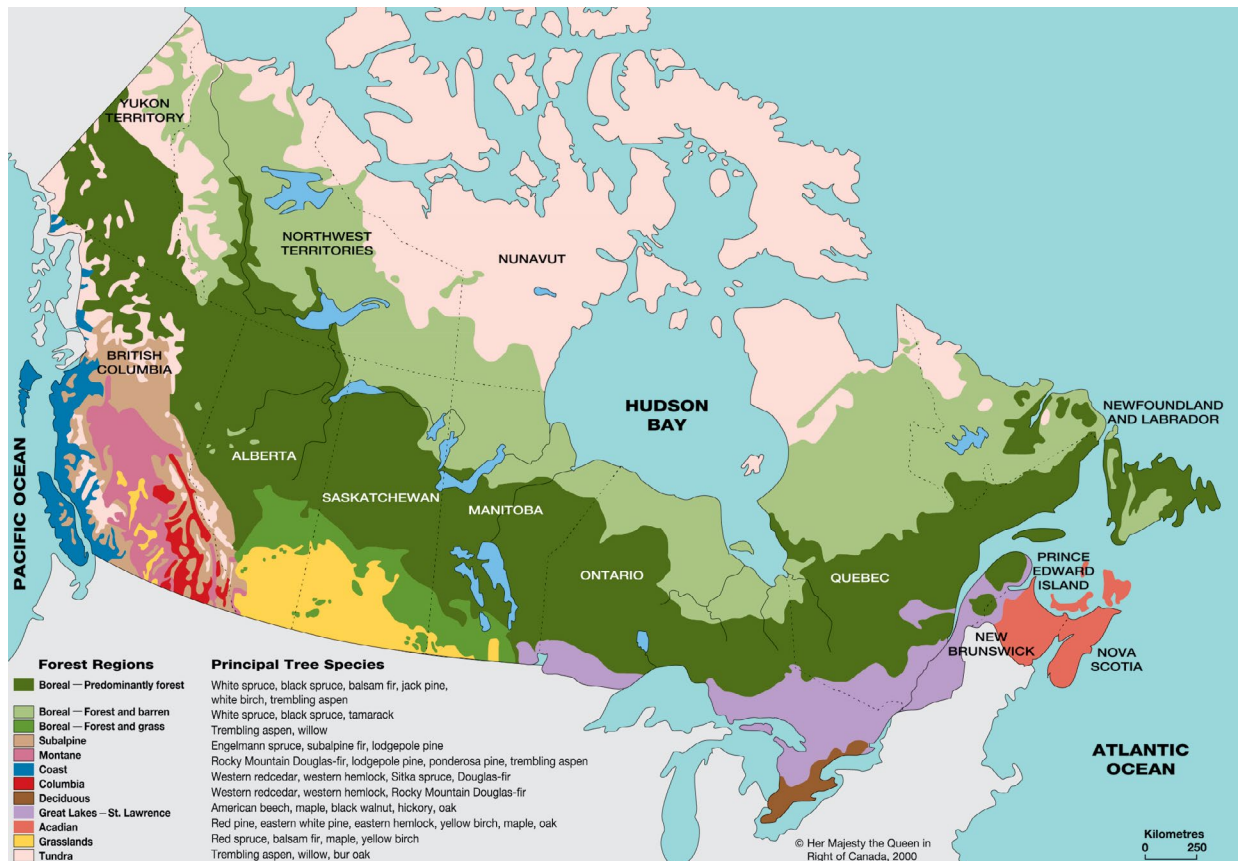 YUKON
TERRITORY
NORTHWEST
TERRITORIES
NUNAVUT
BRITISH
COLUMBIA
HUDSON
BAY
NEWFOUNDLAND
AND LABRADOR
PACIFIC OCEAN
ALBERTA
SASKATCHEWAN
MANITOBA
ONTARIO
QUEBEC
PRINCE
EDWARD
ISLAND
NEW
BRUNSWICK
NOVA
SCOTIA
ATLANTIC
OCEAN
Forest Regions Principal Tree Species
Boreal — Predominantly forest White spruce, black spruce, balsam fir, jack pine,
white birch, trembling aspen
Boreal — Forest and barren White spruce, black spruce, tamarack
Boreal — Forest and grass Trembling aspen, willow
Subalpine Engelmann spruce, subalpine fir, lodgepole pine
Montane Rocky Mountain Douglas-fir, lodgepole pine, ponderosa pine, trembling aspen
Coast Western redcedar, western hemlock, Sitka spruce, Douglas-fir
Columbia Western redcedar, western hemlock, Rocky Mountain Douglas-fir
Deciduous American beech, maple, black walnut, hickory, oak
Great Lakes — St. Lawrence Red pine, eastern white pine, eastern hemlock, yellow birch, maple, oak
Acadian Red spruce, balsam fir, maple, yellow birch
Grasslands Trembling aspen, willow, bur oak
Tundra
© Her Majesty the Queen in
Right of Canada, 2000
Kilometres
0 250